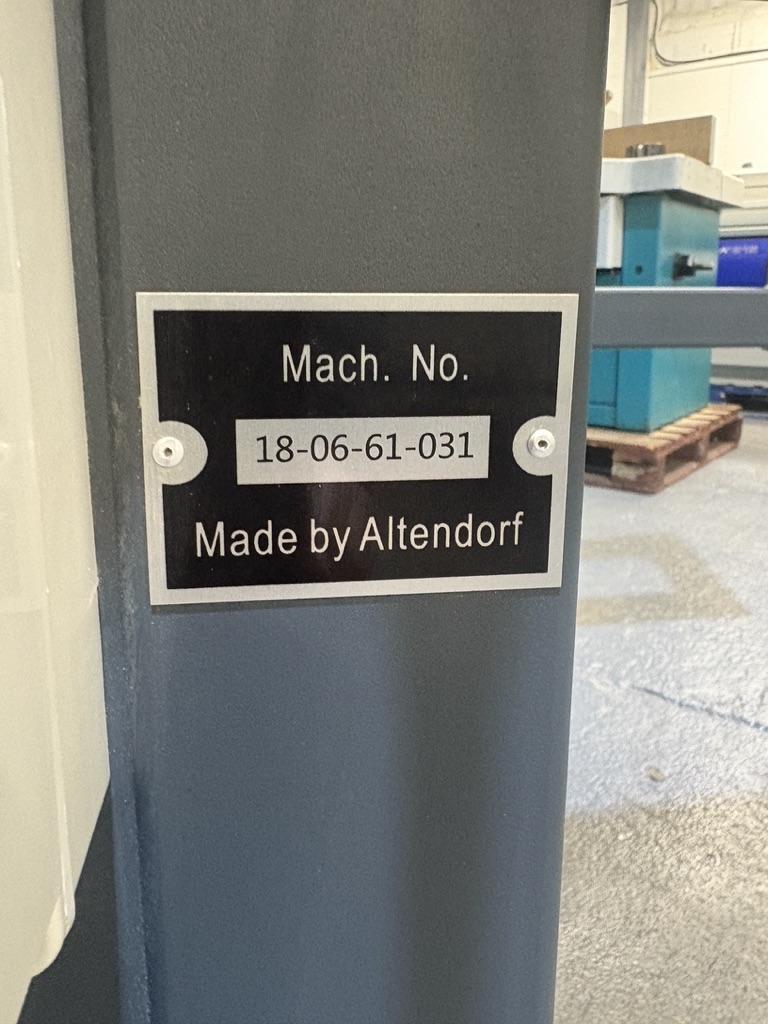 Mach. No.
18-06-61-031
Made by Altendorf